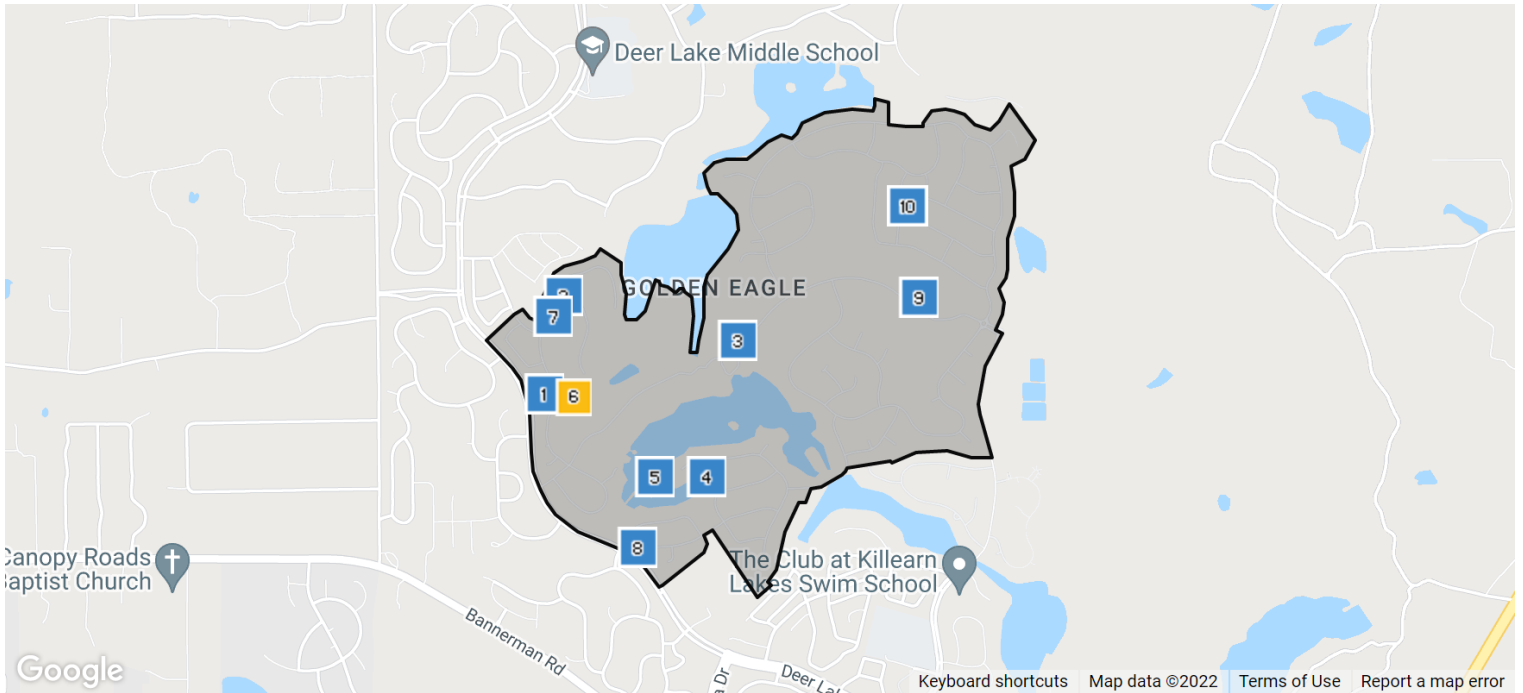 Deer Lake Middle School
10
GOLDEN EAGLE
9
7
3
1
6
5
4
8
The Club at Killearn
Lakes Swim School
Canopy Roads
Baptist Church
Bannerman Rd
Deer
Dr
Google
Keyboard shortcuts
Map data ©2022
Terms of Use
Report a map error